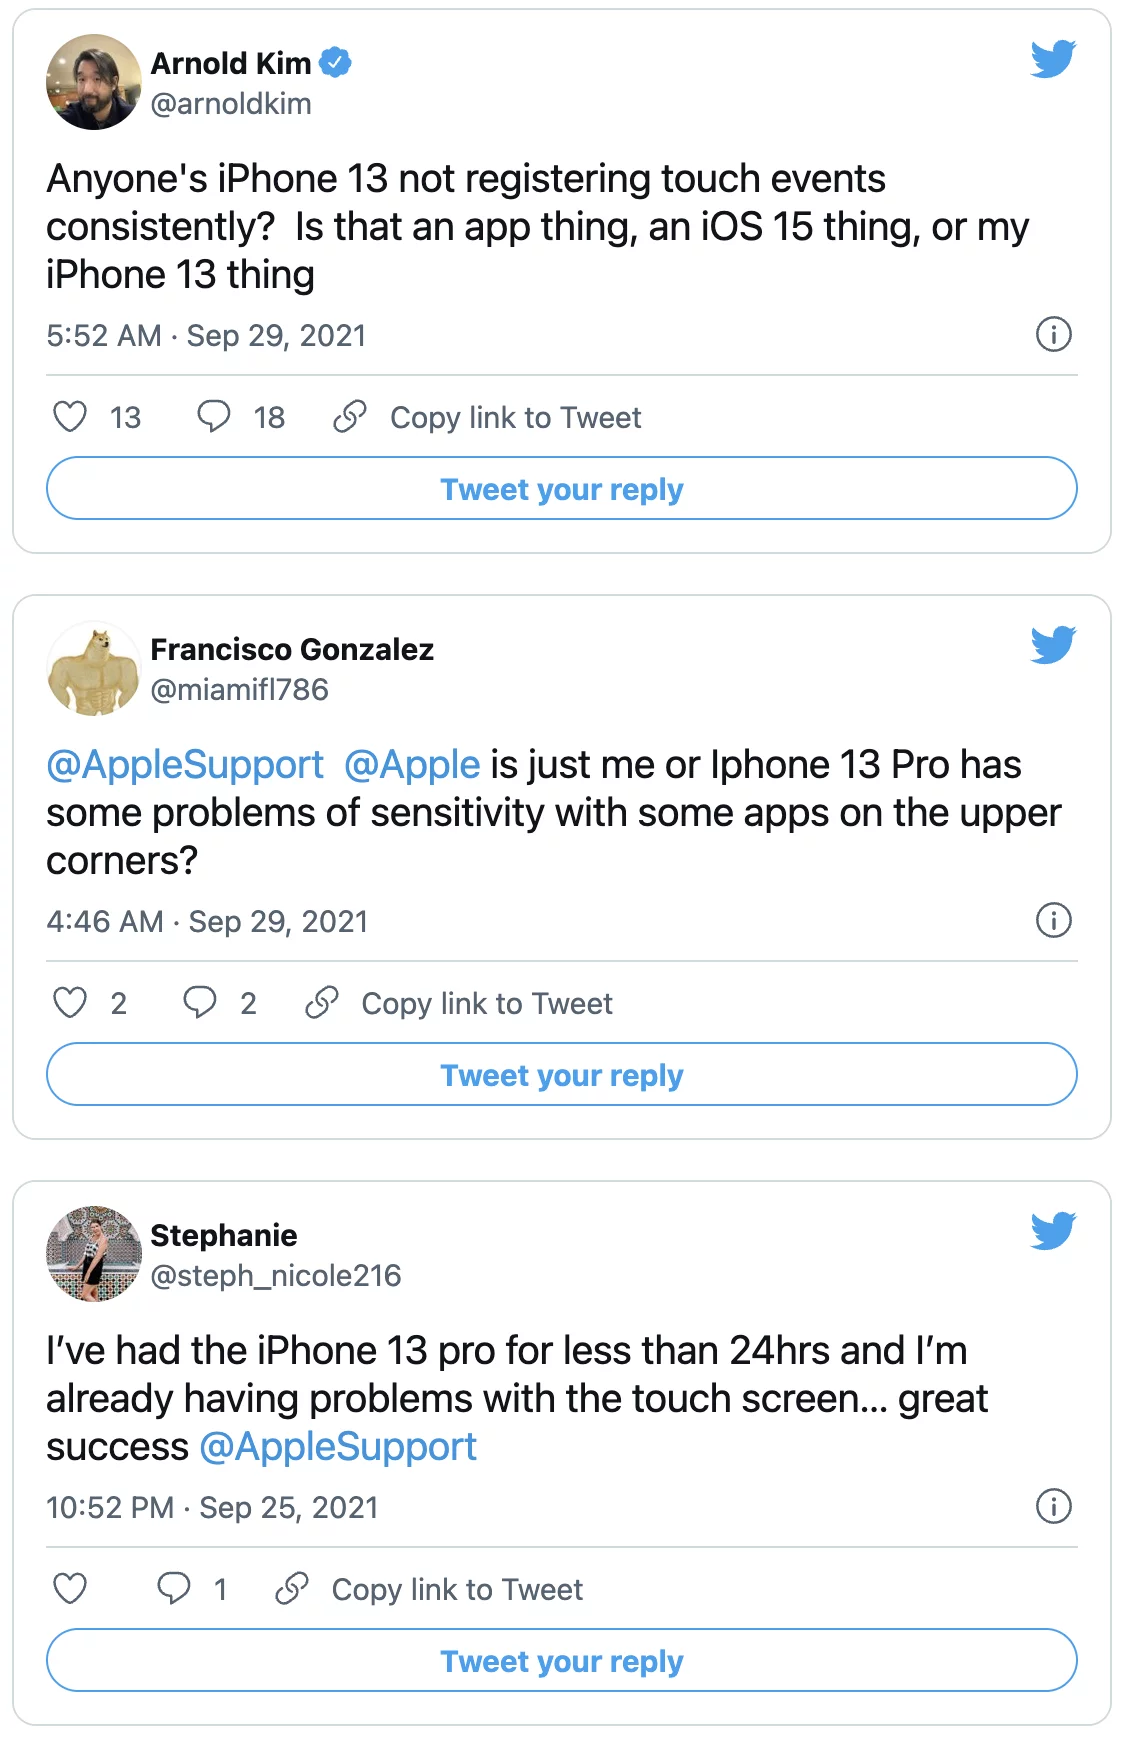 Arnold Kim
@arnoldkim
Anyone's iPhone 13 not registering touch events
consistently?  Is that an app thing, an iOS 15 thing, or my
iPhone 13 thing
5:52 AM · Sep 29, 2021
13 18 Copy link to Tweet
Tweet your reply
Francisco Gonzalez
@miamifl786
@AppleSupport  @Apple is just me or Iphone 13 Pro has
some problems of sensitivity with some apps on the upper
corners?
4:46 AM · Sep 29, 2021
2 2 Copy link to Tweet
Tweet your reply
Stephanie
@steph_nicole216
I’ve had the iPhone 13 pro for less than 24hrs and I’m
already having problems with the touch screen... great
success @AppleSupport
10:52 PM · Sep 25, 2021
1 Copy link to Tweet
Tweet your reply